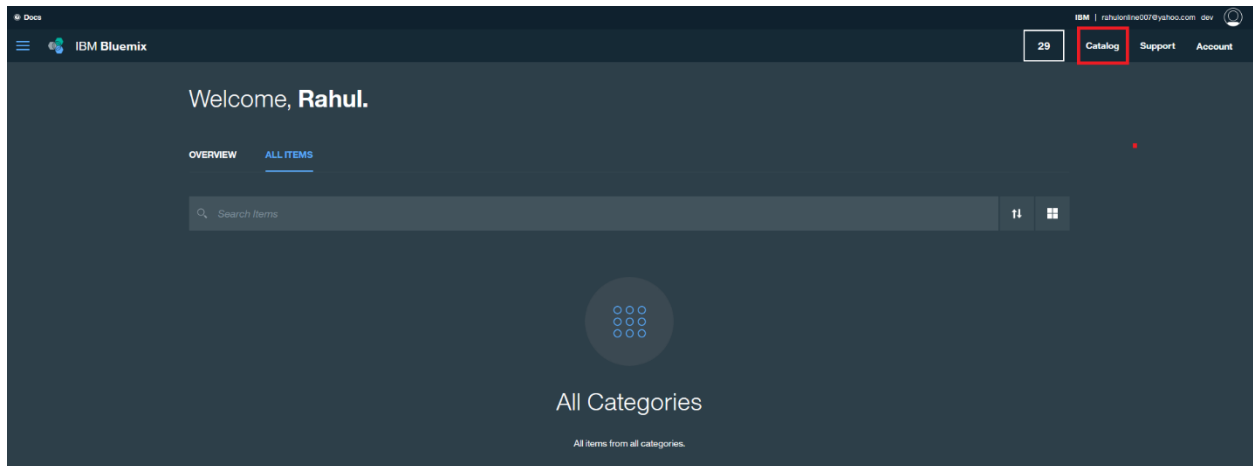 Docs
IBM | rahulonline007@yahoo.com dev
IBM Bluemix
29 Catalog Support Account
Welcome, Rahul.
OVERVIEW ALL ITEMS
Search Items
All Categories
All items from all categories.